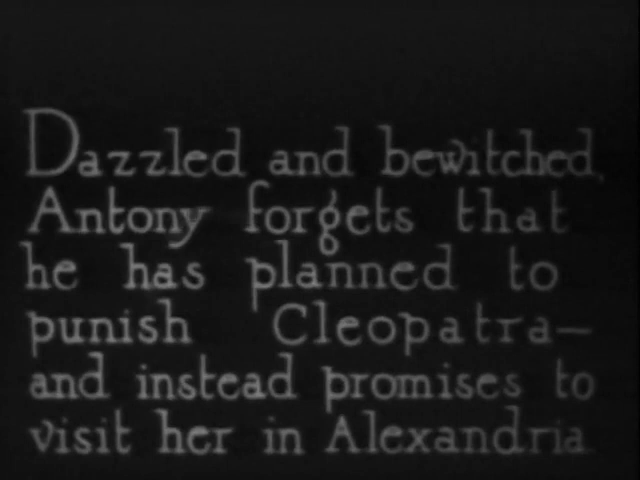 Dazzled and bewitched,
Antony forgets that
he has planned to
punish Cleopatra—
and instead promises to
visit her in Alexandria.